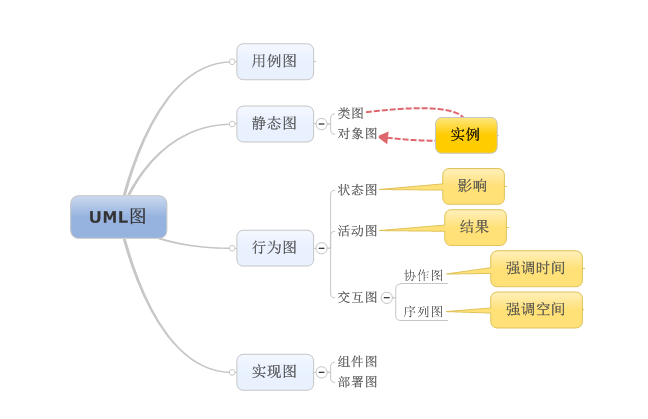 用例图
静态图
类图
对象图
实例
UML图
行为图
状态图
影响
活动图
结果
交互图
协作图
强调时间
序列图
强调空间
实现图
组件图
部署图